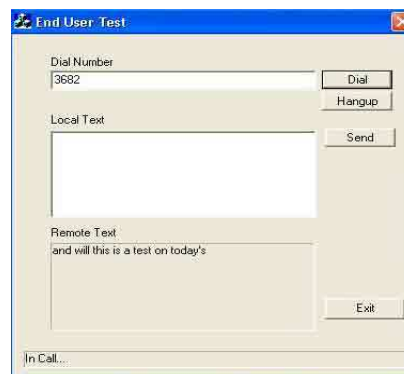 End User Test
Dial Number
3682
Dial
Hangup
Local Text
Send
Remote Text
and will this is a test on today's
Exit
In Call...